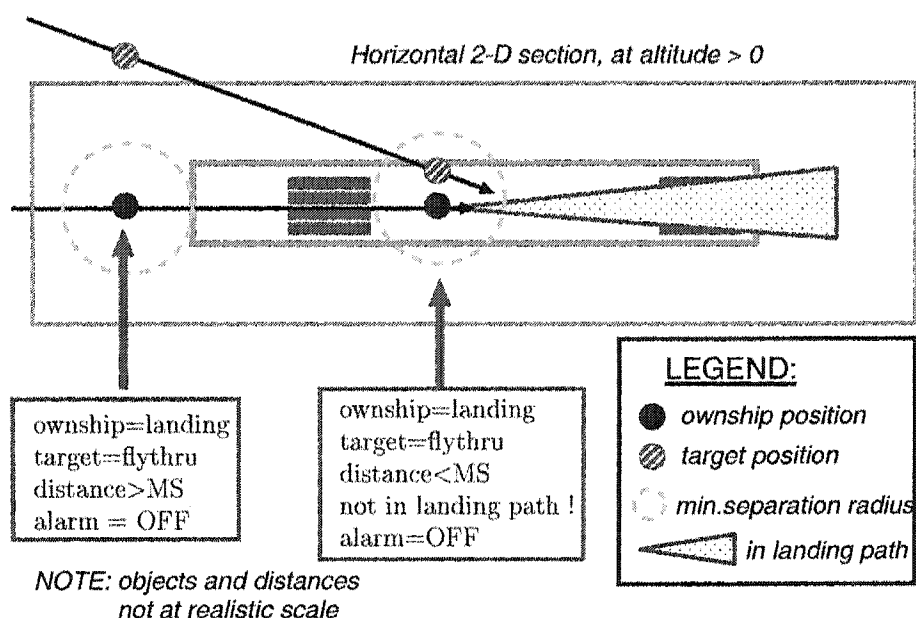 Horizontal 2-D section, at altitude > 0
ownship=landing
target=flythru
distance>MS
alarm = OFF
ownship=landing
target=flythru
distance<MS
not in landing path !
alarm=OFF
LEGEND:
ownship position
target position
min.separation radius
in landing path
NOTE: objects and distances
not at realistic scale